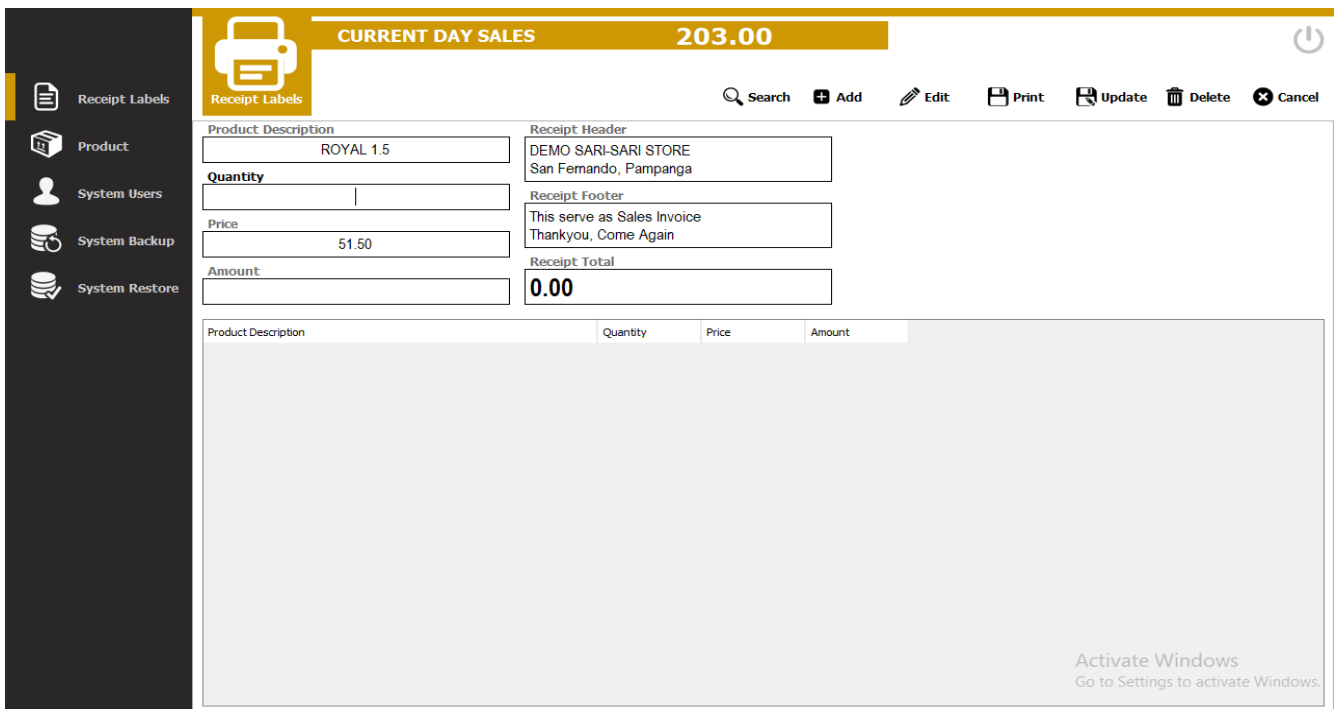 CURRENT DAY SALES 203.00
Receipt Labels
Search Add Edit Print Update Delete Cancel
Receipt Labels
Product
System Users
System Backup
System Restore
Product Description
ROYAL 1.5
Quantity
Price
51.50
Amount
Receipt Header
DEMO SARI-SARI STORE
San Fernando, Pampanga
Receipt Footer
This serve as Sales Invoice
Thankyou, Come Again
Receipt Total
0.00
Product Description Quantity Price Amount
Activate Windows
Go to Settings to activate Windows.